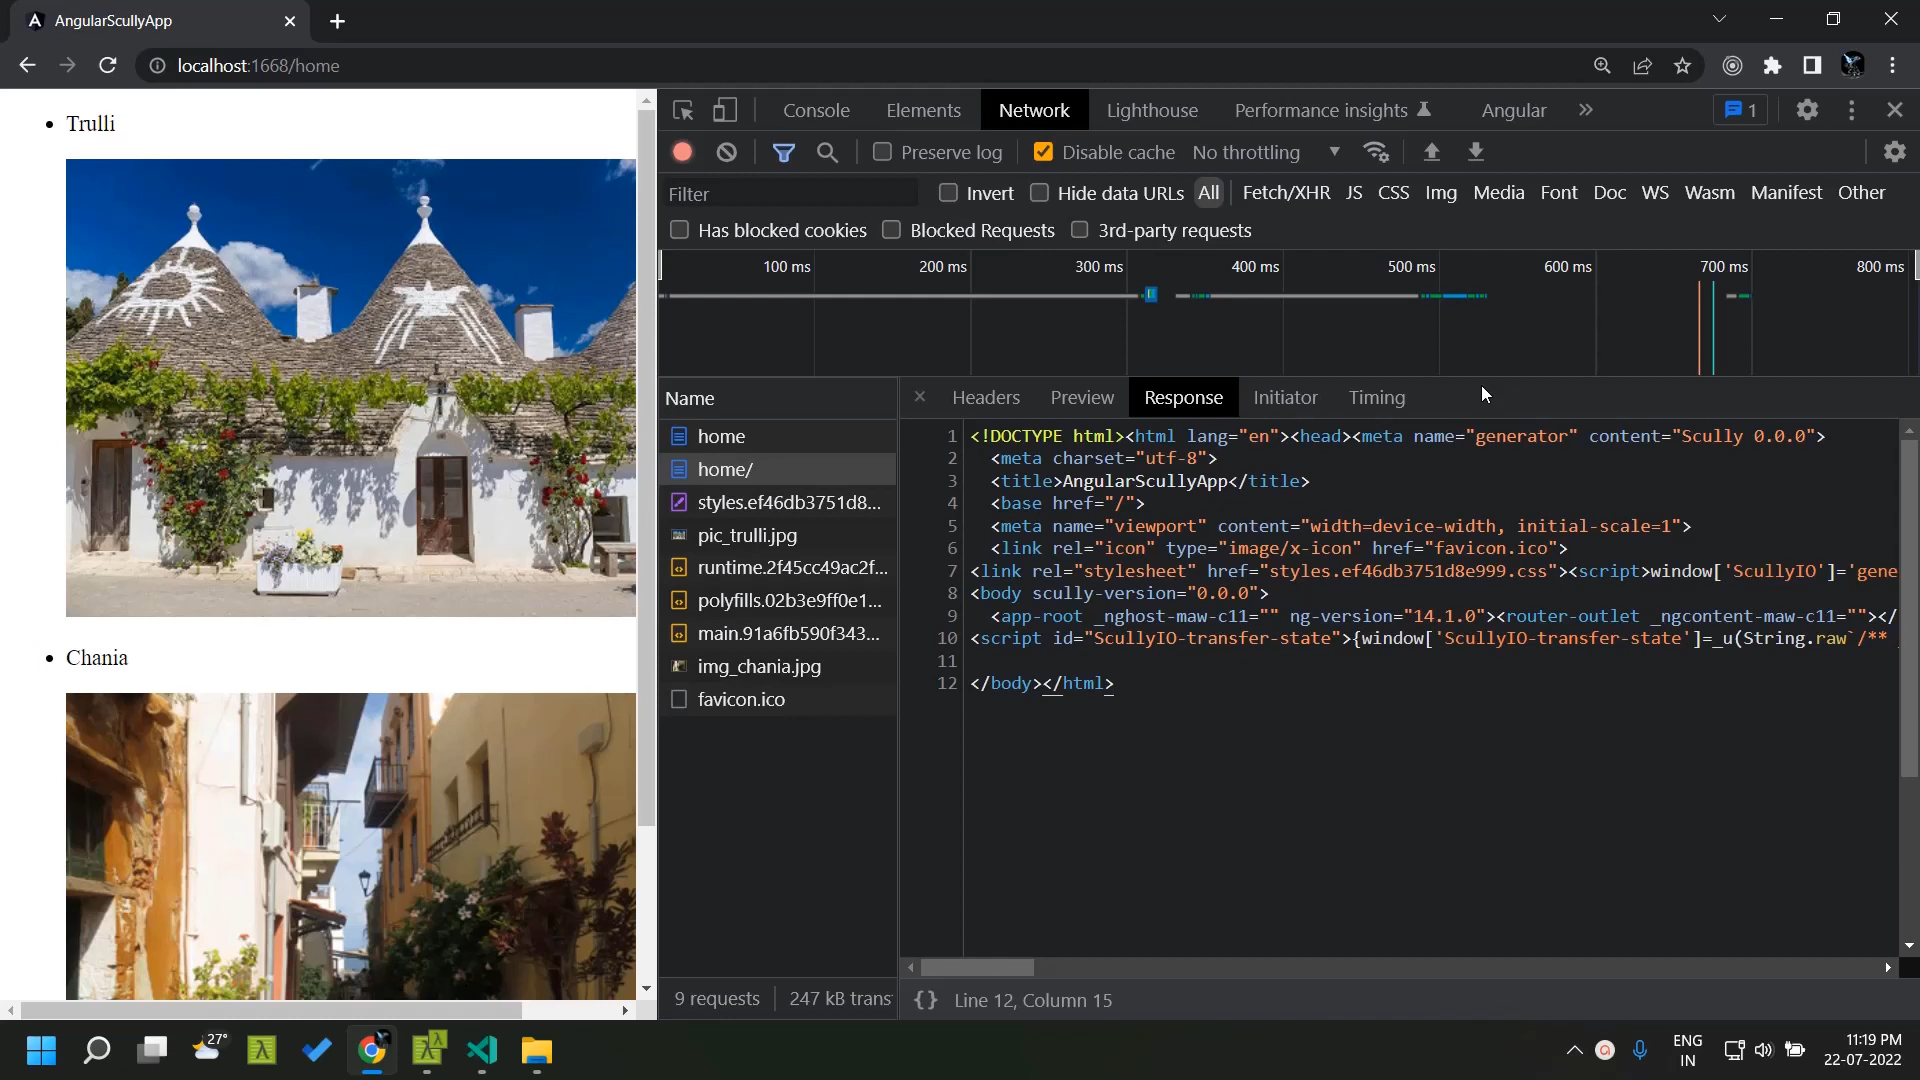 AngularScullyApp
localhost:1668/home
• Trulli
• Chania
Console Elements Network Lighthouse Performance insights Angular 1
Preserve log Disable cache No throttling
Filter Invert Hide data URLs All Fetch/XHR JS CSS Img Media Font Doc WS Wasm Manifest Other
Has blocked cookies Blocked Requests 3rd-party requests
100 ms 200 ms 300 ms 400 ms 500 ms 600 ms 700 ms 800 ms
Name
home
home/
styles.ef46db3751d8...
pic_trulli.jpg
runtime.2f45cc49ac2f...
polyfills.02b3e9ff0e1...
main.91a6fb590f343...
img_chania.jpg
favicon.ico
9 requests 247 kB trans
Headers Preview Response Initiator Timing
1 <!DOCTYPE html><html lang="en"><head><meta name="generator" content="Scully 0.0.0">
2 <meta charset="utf-8">
3 <title>AngularScullyApp</title>
4 <base href="/">
5 <meta name="viewport" content="width=device-width, initial-scale=1">
6 <link rel="icon" type="image/x-icon" href="favicon.ico">
7 <link rel="stylesheet" href="styles.ef46db3751d8e999.css"><script>window['ScullyIO']='gene
8 <body scully-version="0.0.0">
9 <app-root _nghost-maw-c11="" ng-version="14.1.0"><router-outlet _ngcontent-maw-c11=""></
10 <script id="ScullyIO-transfer-state">{window['ScullyIO-transfer-state']=_u(String.raw`/**
11
12 </body></html>
{} Line 12, Column 15
27°
ENG
IN
11:19 PM
22-07-2022